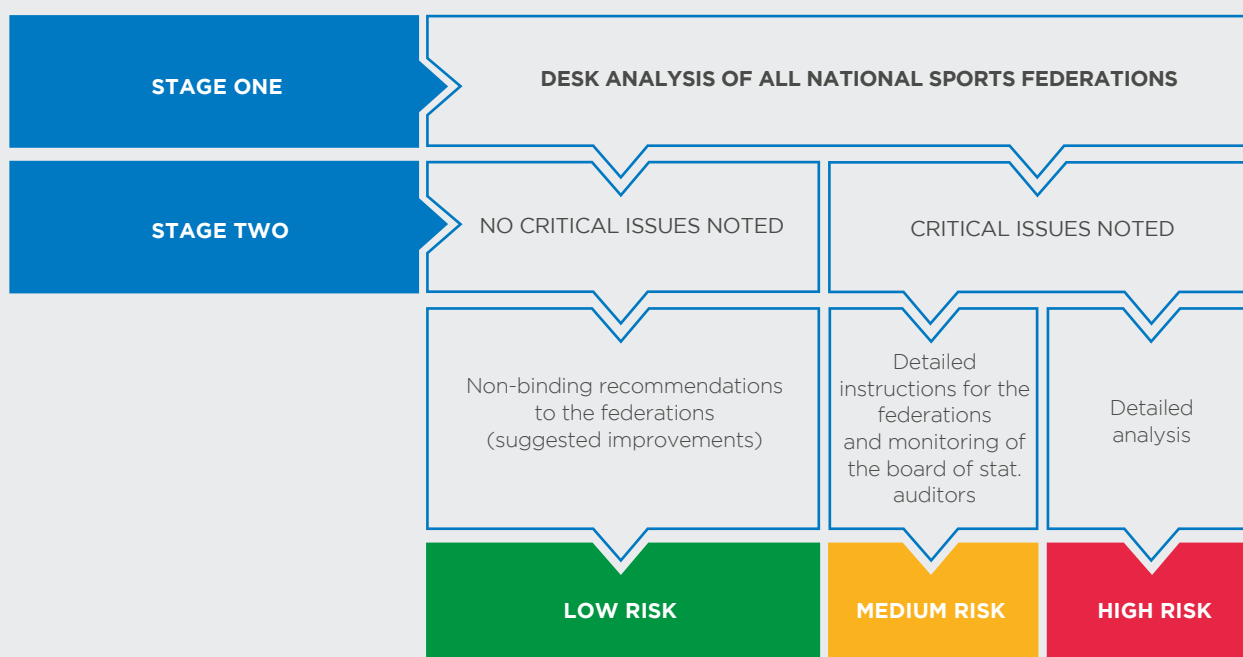 STAGE ONE
DESK ANALYSIS OF ALL NATIONAL SPORTS FEDERATIONS
STAGE TWO
NO CRITICAL ISSUES NOTED
CRITICAL ISSUES NOTED
Non-binding recommendations
to the federations
(suggested improvements)
Detailed
instructions for the
federations
and monitoring of
the board of stat.
auditors
Detailed
analysis
LOW RISK
MEDIUM RISK
HIGH RISK